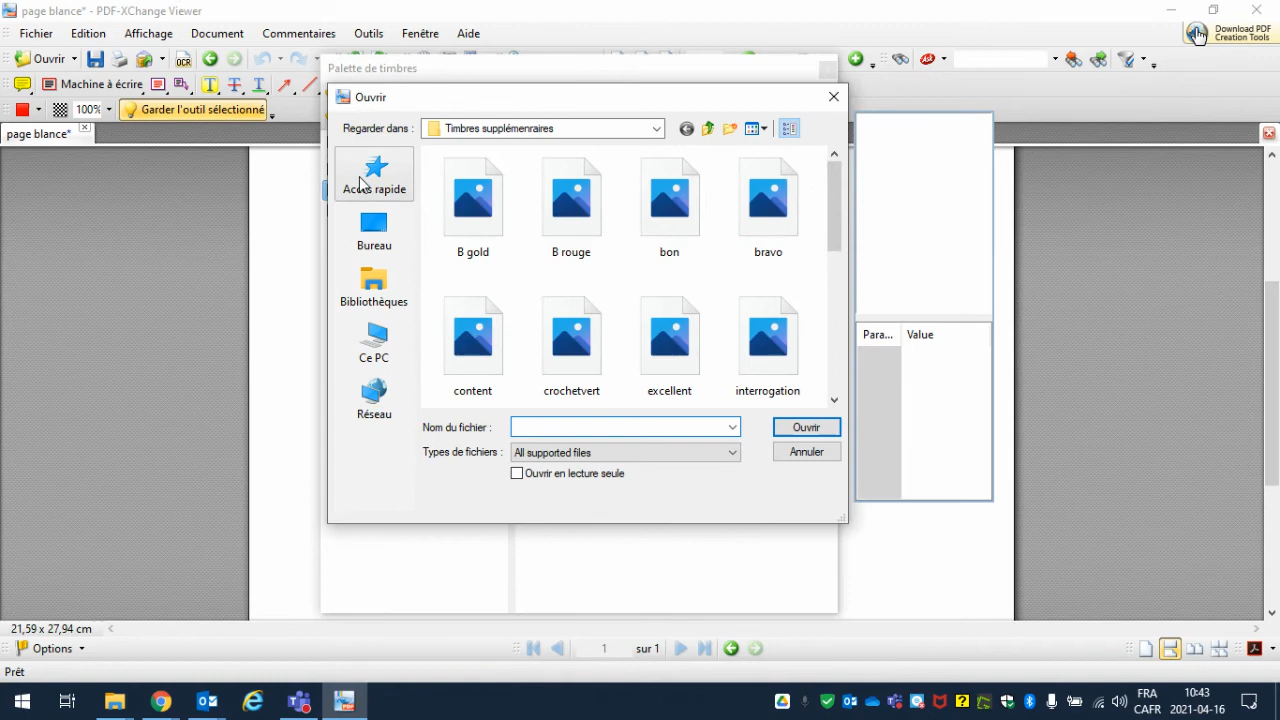 page blance* - PDF-XChange Viewer
Fichier Edition Affichage Document Commentaires Outils Fenêtre Aide
Download PDF
Creation Tools
Ouvrir OCR
Machine à écrire
100% Garder l'outil sélectionné
page blance*
Palette de timbres
Ouvrir
Regarder dans : Timbres supplémenraires
Accès rapide
Bureau
Bibliothèques
Ce PC
Réseau
B gold B rouge bon bravo
content crochetvert excellent interrogation
Nom du fichier : Ouvrir
Types de fichiers : All supported files Annuler
Ouvrir en lecture seule
Para... Value
21,59 x 27,94 cm
Options 1 sur 1
Prêt
FRA 10:43
CAFR 2021-04-16